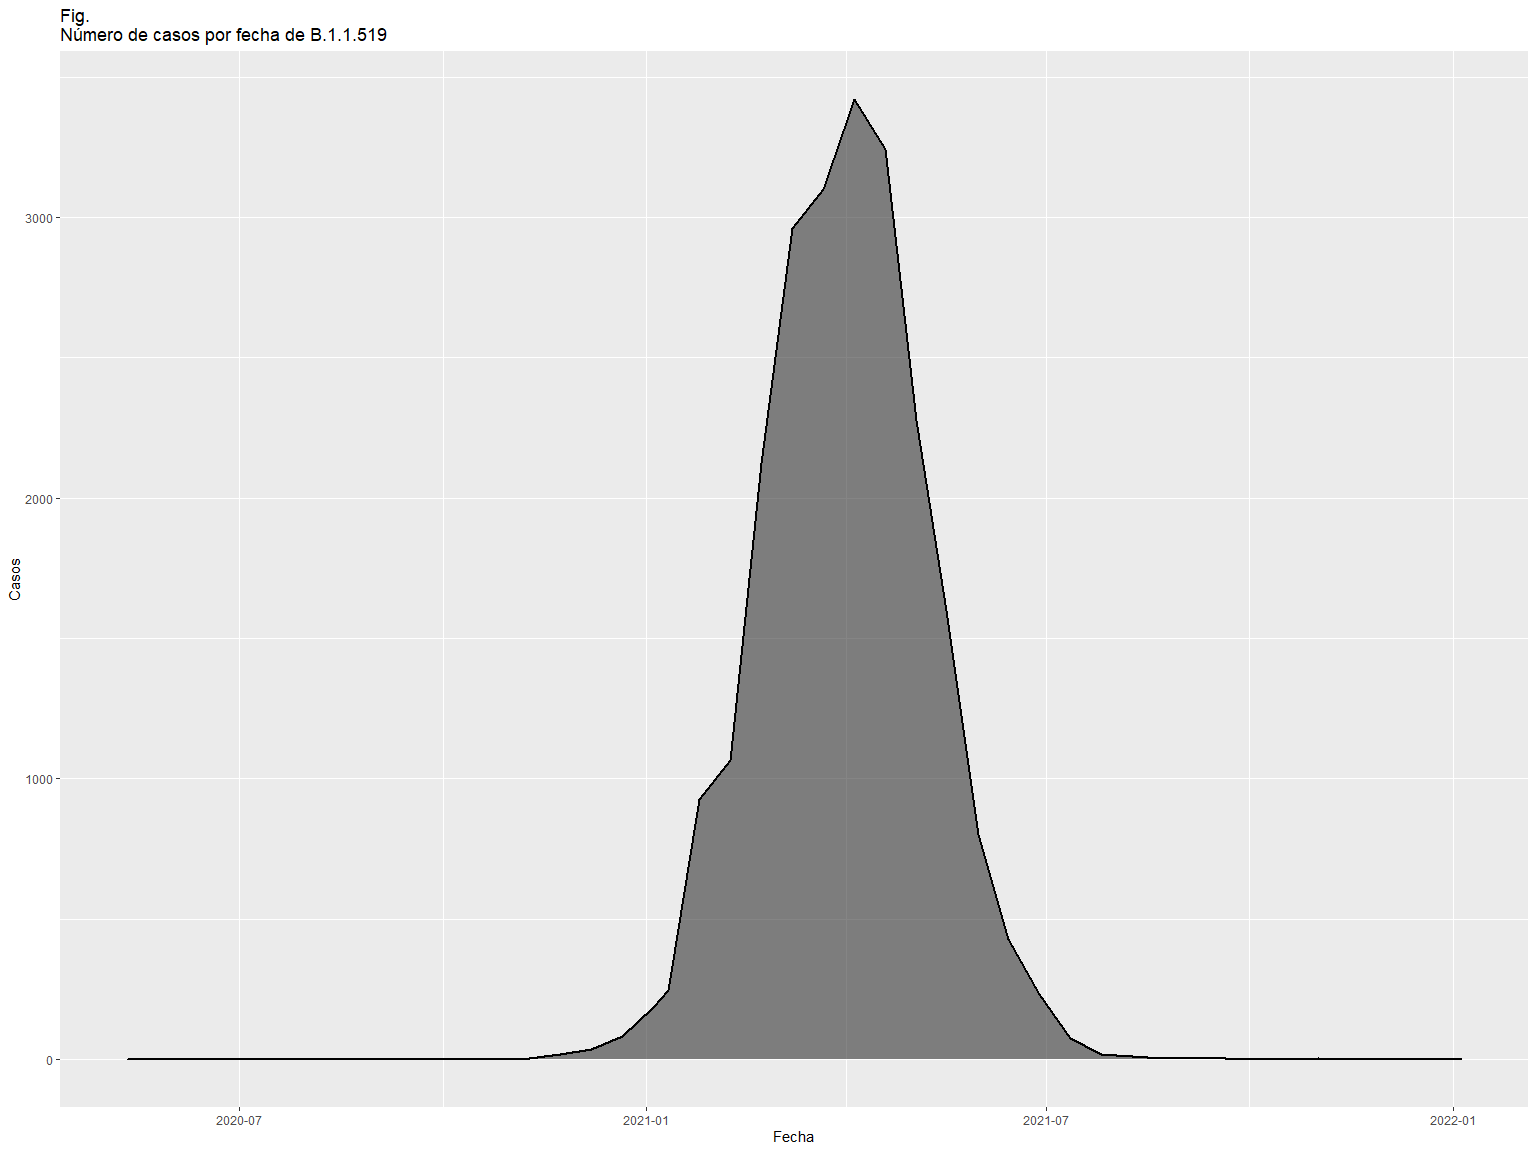 Fig.
Número de casos por fecha de B.1.1.519
3000
2000
1000
0
Casos
2020-07
2021-01
2021-07
2022-01
Fecha